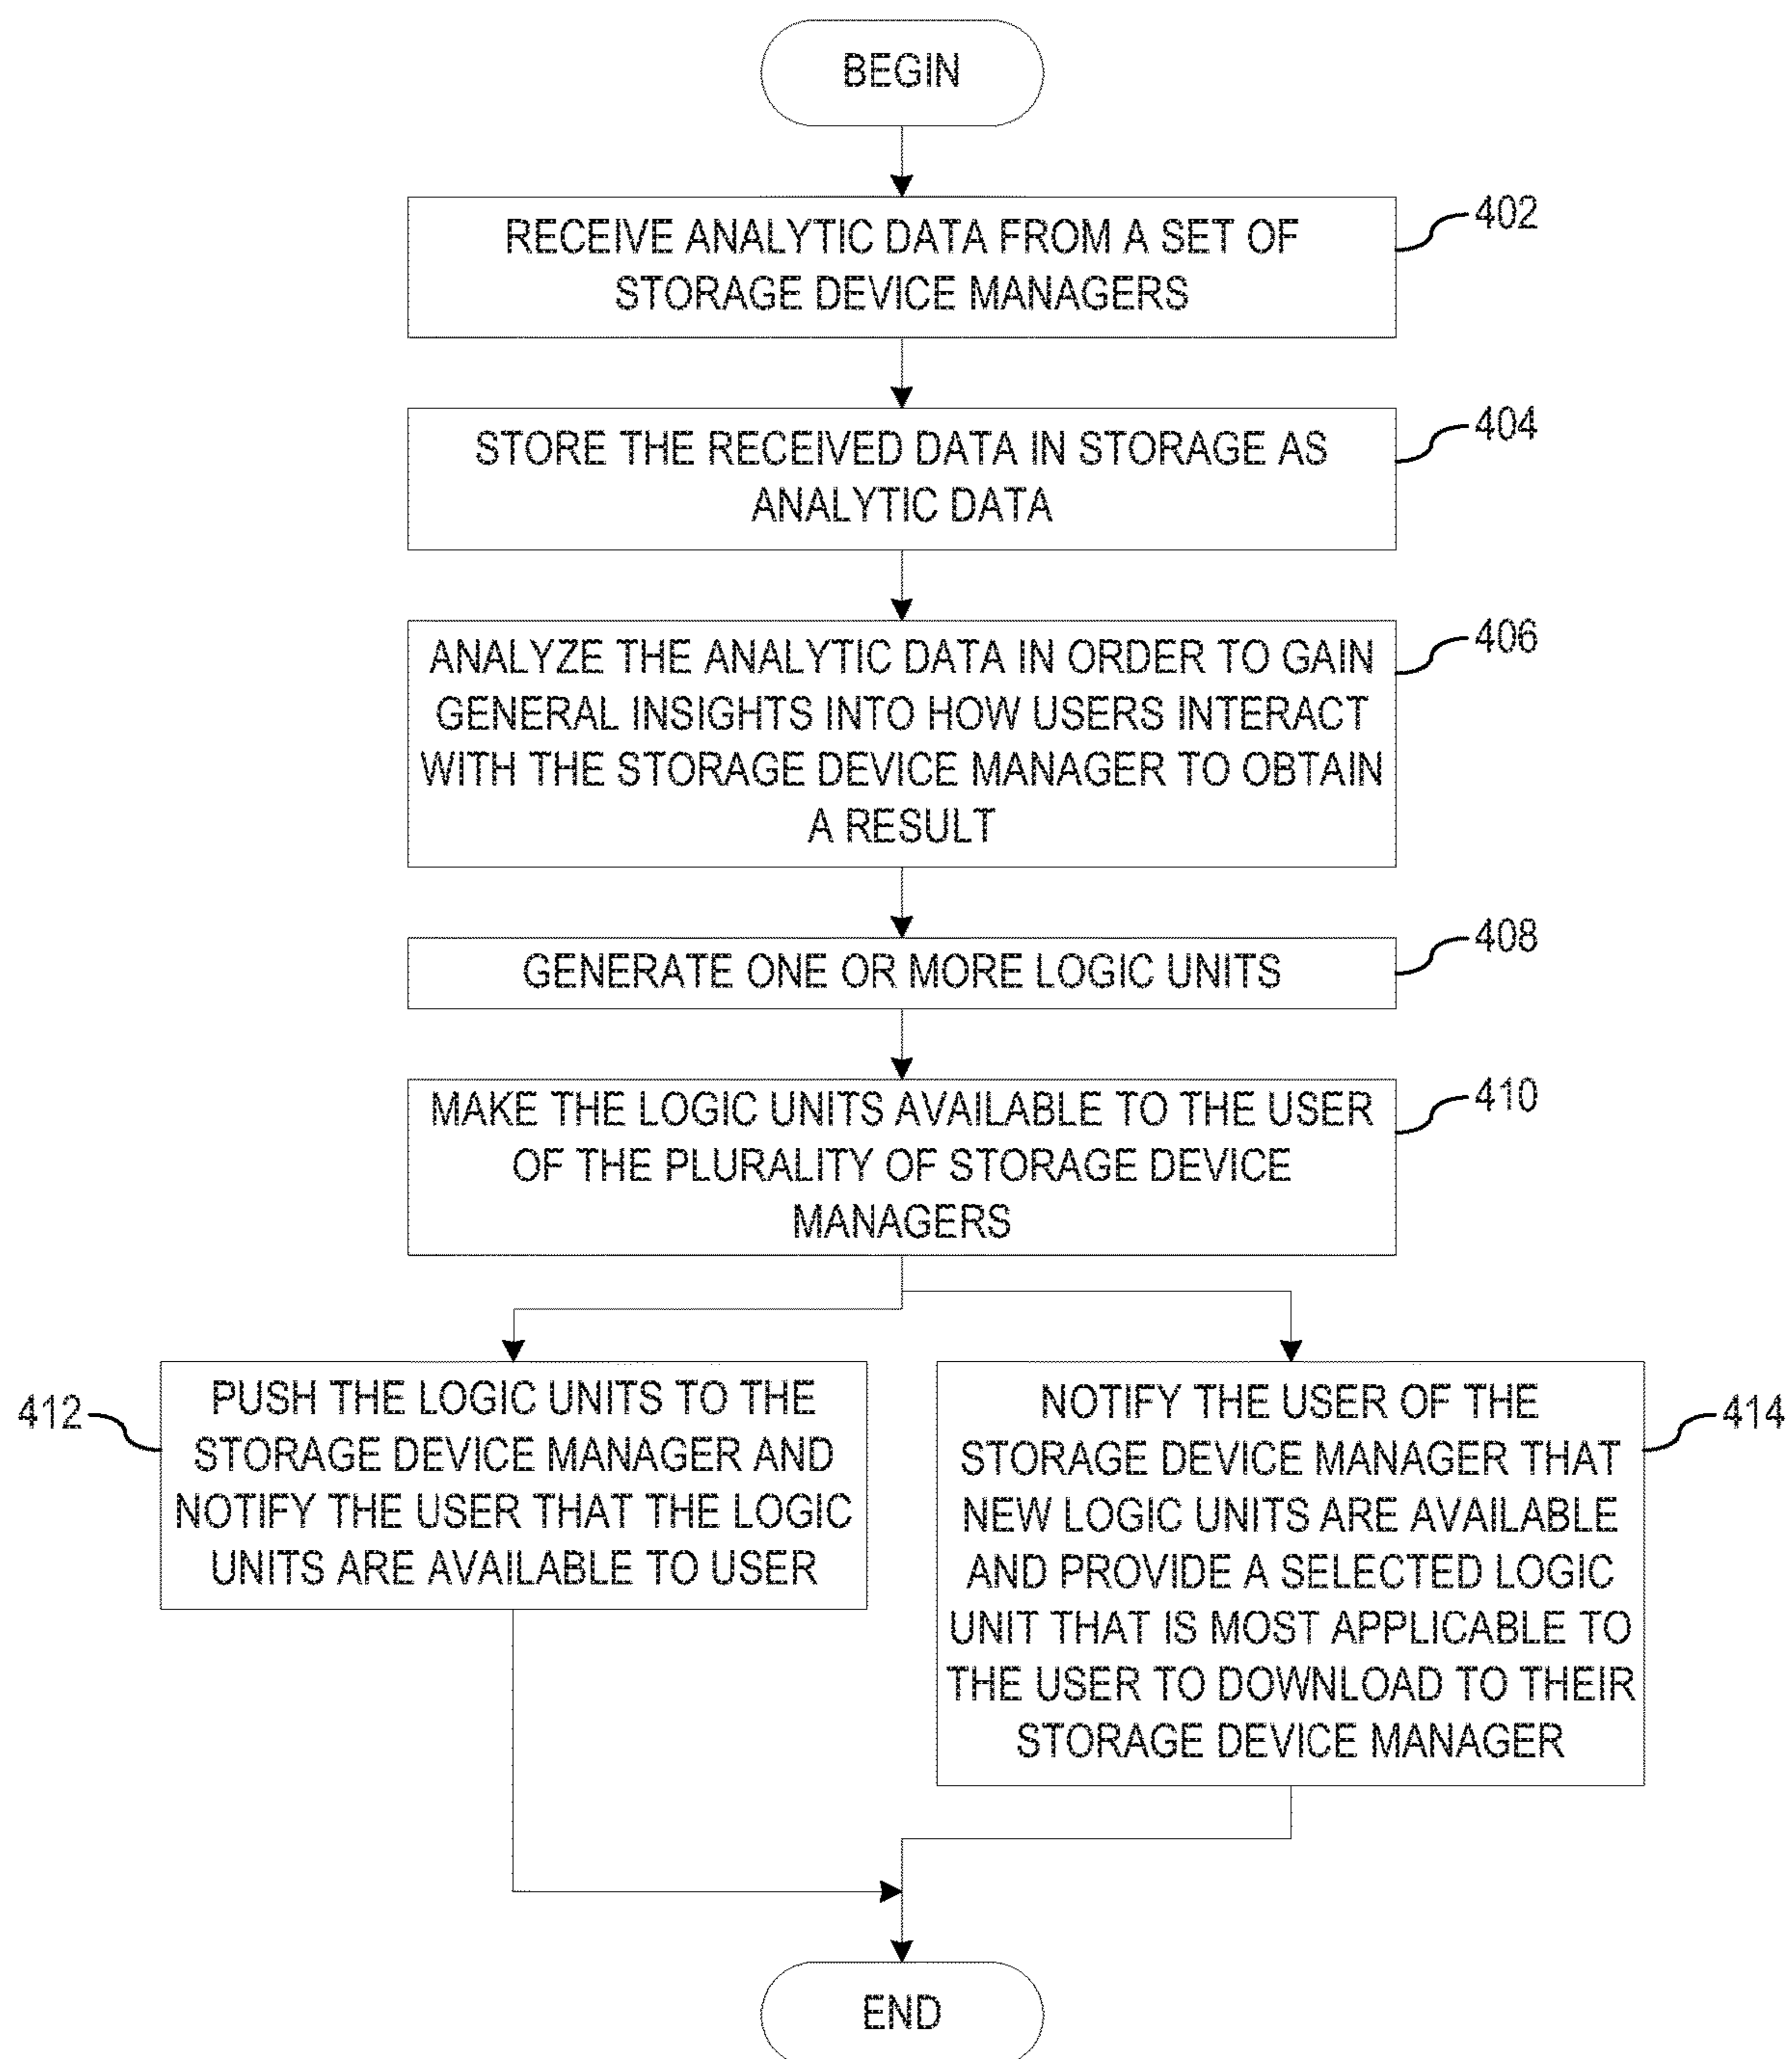 BEGIN
RECEIVE ANALYTIC DATA FROM A SET OF
STORAGE DEVICE MANAGERS
402
STORE THE RECEIVED DATA IN STORAGE AS
ANALYTIC DATA
404
ANALYZE THE ANALYTIC DATA IN ORDER TO GAIN
GENERAL INSIGHTS INTO HOW USERS INTERACT
WITH THE STORAGE DEVICE MANAGER TO OBTAIN
A RESULT
406
GENERATE ONE OR MORE LOGIC UNITS
408
MAKE THE LOGIC UNITS AVAILABLE TO THE USER
OF THE PLURALITY OF STORAGE DEVICE
MANAGERS
410
412
PUSH THE LOGIC UNITS TO THE
STORAGE DEVICE MANAGER AND
NOTIFY THE USER THAT THE LOGIC
UNITS ARE AVAILABLE TO USER
NOTIFY THE USER OF THE
STORAGE DEVICE MANAGER THAT
NEW LOGIC UNITS ARE AVAILABLE
AND PROVIDE A SELECTED LOGIC
UNIT THAT IS MOST APPLICABLE TO
THE USER TO DOWNLOAD TO THEIR
STORAGE DEVICE MANAGER
414
END